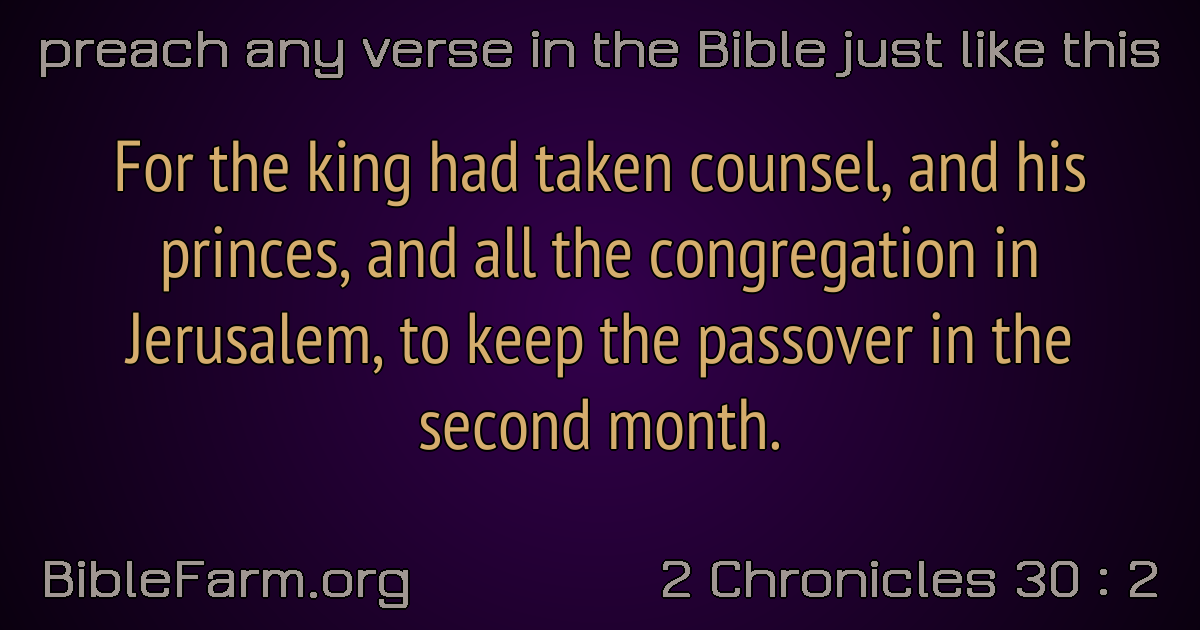 preach any verse in the Bible just like this
For the king had taken counsel, and his
princes, and all the congregation in
Jerusalem, to keep the passover in the
second month.
BibleFarm.org
2 Chronicles 30 : 2